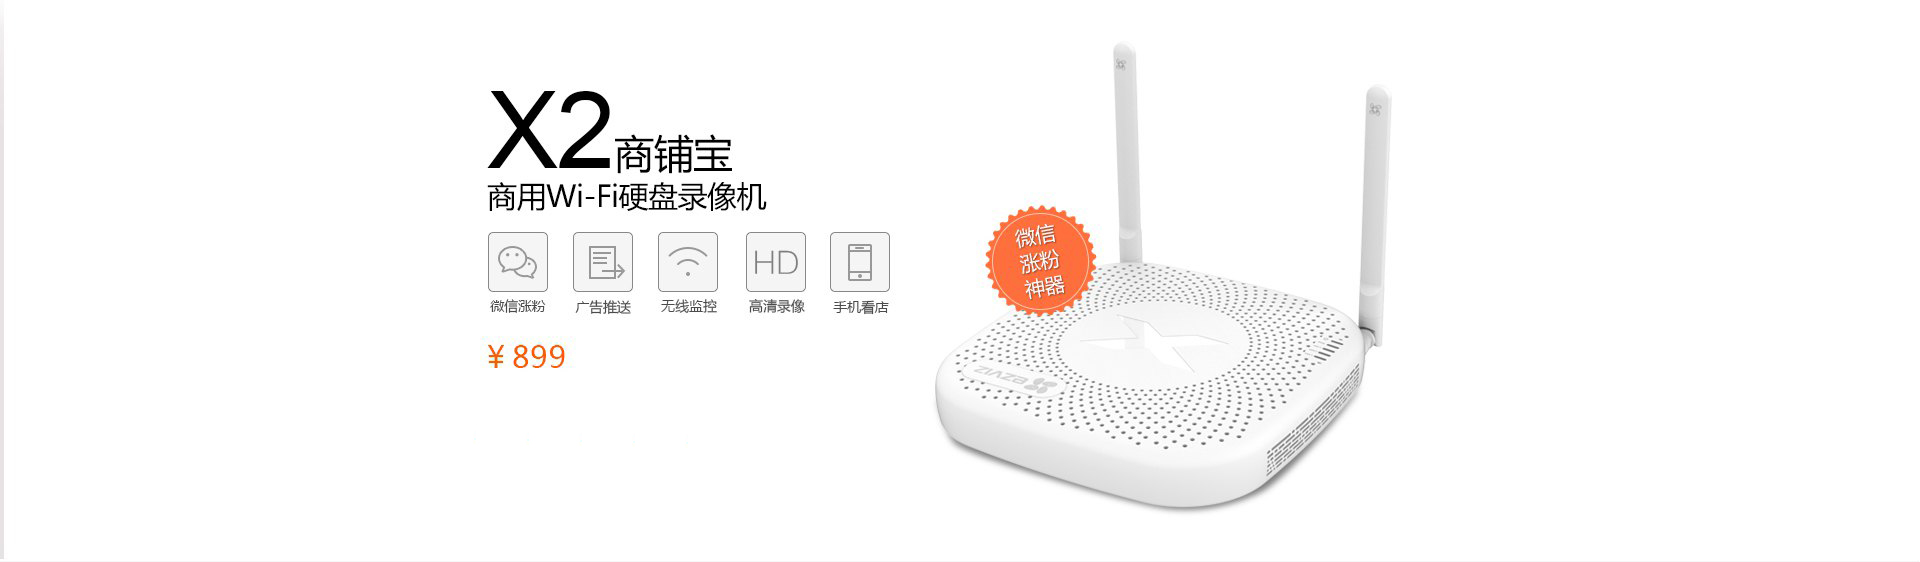 X2商铺宝
商用Wi-Fi硬盘录像机
HD
微信涨粉
广告推送
无线监控
高清录像
手机看店
¥ 899
微信
涨粉
神器
ezviz